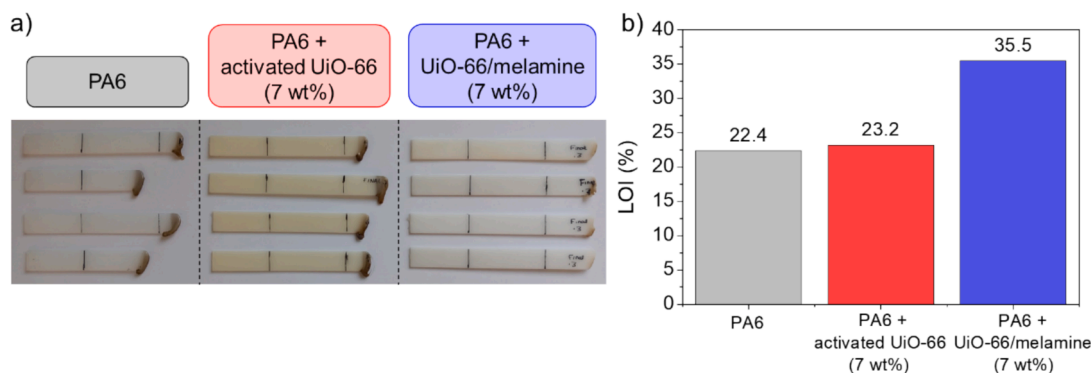 a)
PA6
PA6 +
activated UiO-66
(7 wt%)
PA6 +
UiO-66/melamine
(7 wt%)
b)
LOI (%)
40
35
30
25
20
15
10
5
0
22.4
23.2
35.5
PA6
PA6 +
activated UiO-66
(7 wt%)
PA6 +
UiO-66/melamine
(7 wt%)